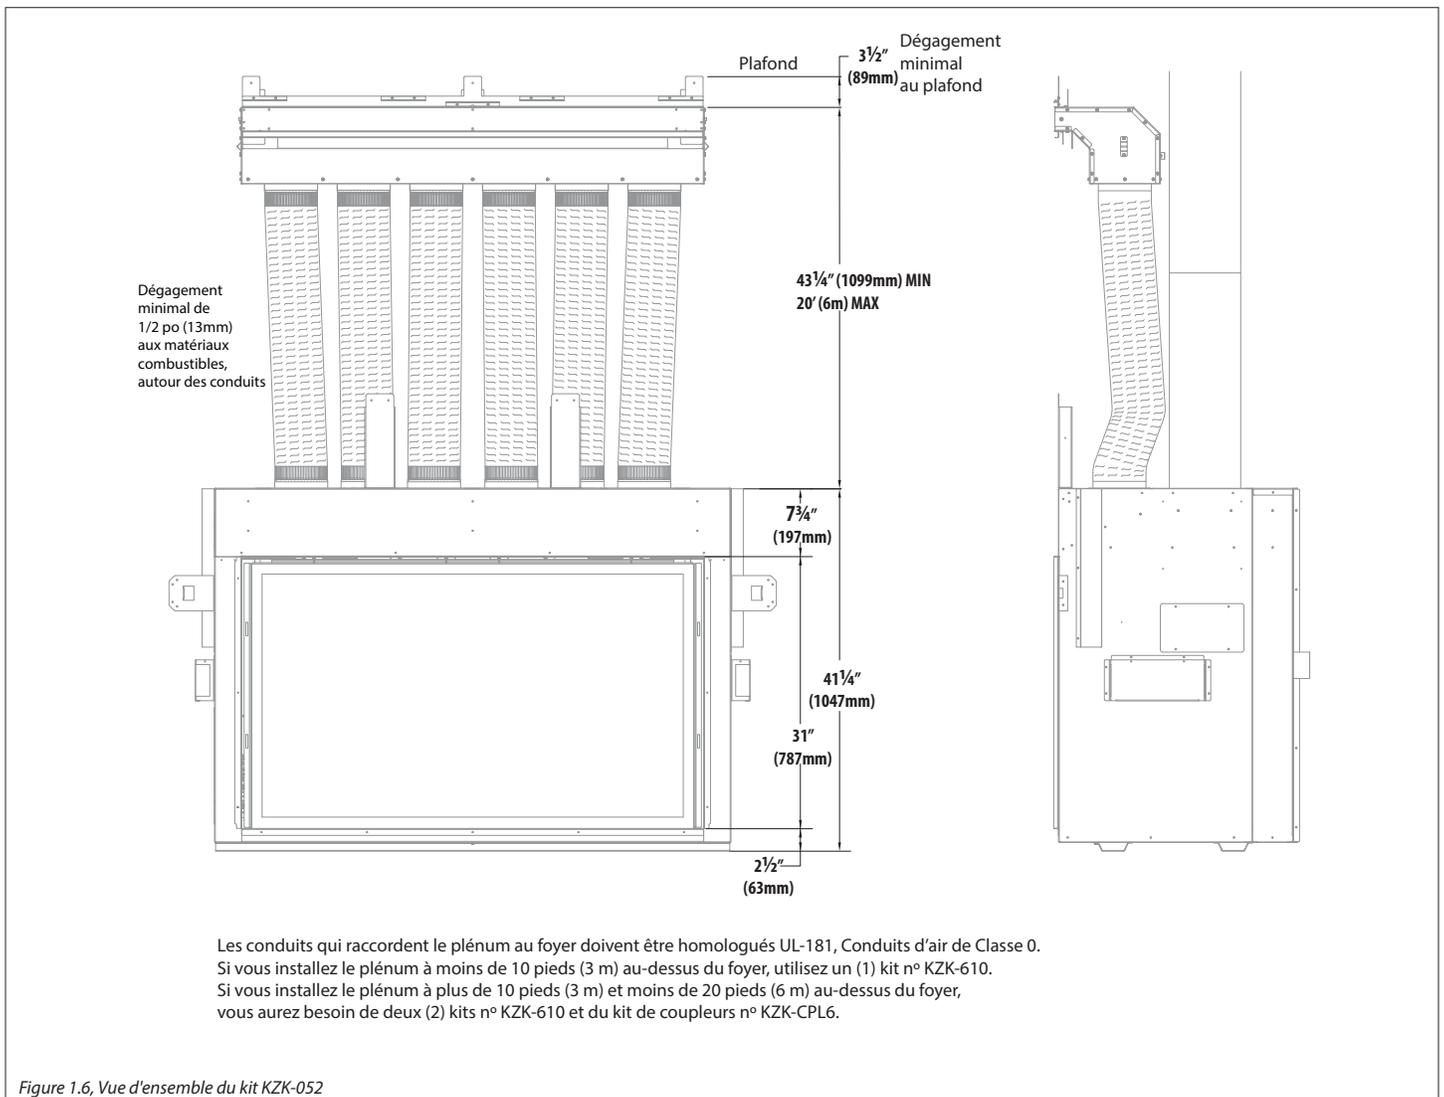 Plafond
3½″
(89mm)
Dégagement
minimal
au plafond
43¼″ (1099mm) MIN
20′ (6m) MAX
Dégagement
minimal de
1/2 po (13mm)
aux matériaux
combustibles,
autour des conduits
7¾″
(197mm)
41¼″
(1047mm)
31″
(787mm)
2½″
(63mm)
Les conduits qui raccordent le plénum au foyer doivent être homologués UL-181, Conduits d'air de Classe 0.
Si vous installez le plénum à moins de 10 pieds (3 m) au-dessus du foyer, utilisez un (1) kit nº KZK-610.
Si vous installez le plénum à plus de 10 pieds (3 m) et moins de 20 pieds (6 m) au-dessus du foyer,
vous aurez besoin de deux (2) kits nº KZK-610 et du kit de coupleurs nº KZK-CPL6.
Figure 1.6, Vue d'ensemble du kit KZK-052